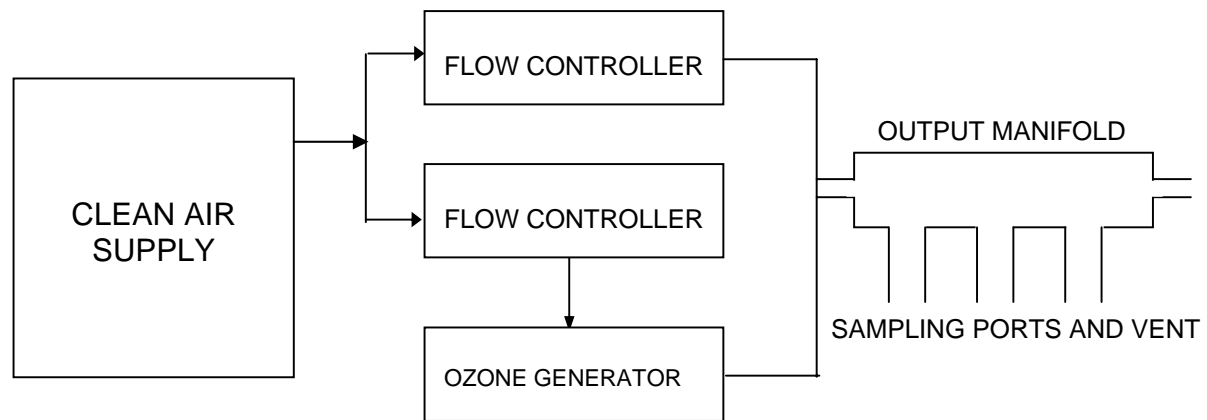 FLOW CONTROLLER
OUTPUT MANIFOLD
CLEAN AIR
SUPPLY
FLOW CONTROLLER
SAMPLING PORTS AND VENT
OZONE GENERATOR